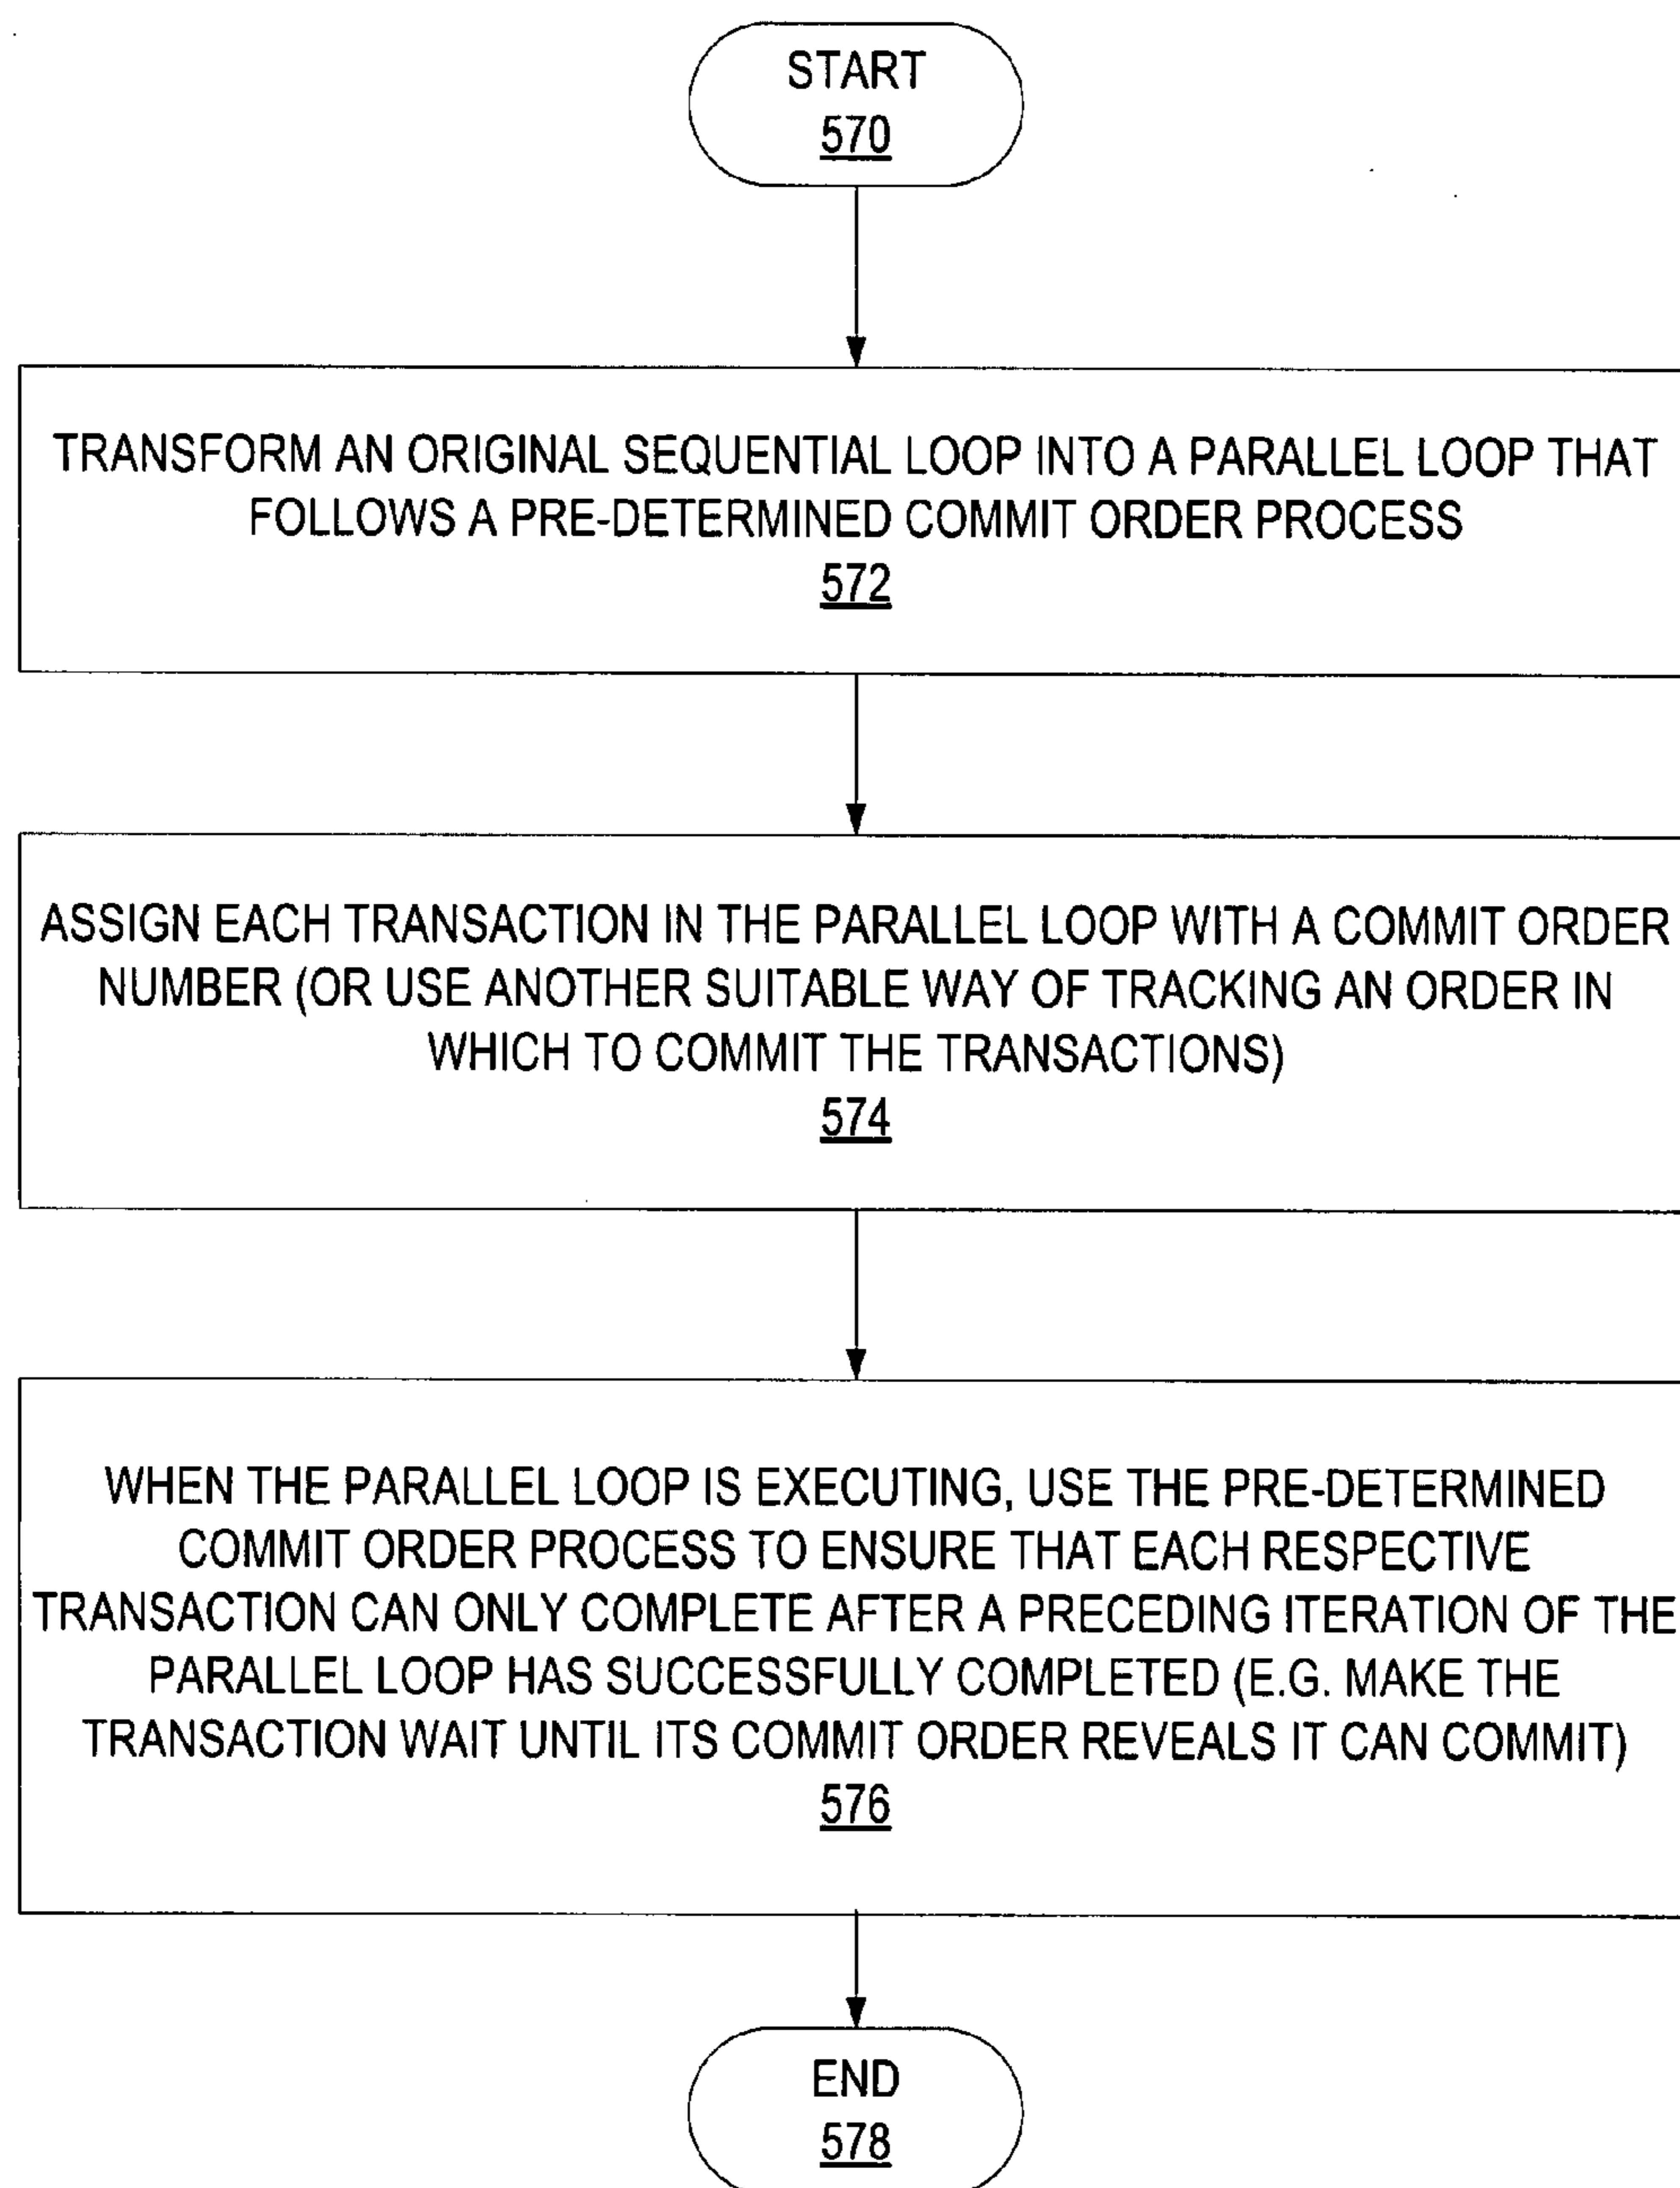 START
570
TRANSFORM AN ORIGINAL SEQUENTIAL LOOP INTO A PARALLEL LOOP THAT
FOLLOWS A PRE-DETERMINED COMMIT ORDER PROCESS
572
ASSIGN EACH TRANSACTION IN THE PARALLEL LOOP WITH A COMMIT ORDER
NUMBER (OR USE ANOTHER SUITABLE WAY OF TRACKING AN ORDER IN
WHICH TO COMMIT THE TRANSACTIONS)
574
WHEN THE PARALLEL LOOP IS EXECUTING, USE THE PRE-DETERMINED
COMMIT ORDER PROCESS TO ENSURE THAT EACH RESPECTIVE
TRANSACTION CAN ONLY COMPLETE AFTER A PRECEDING ITERATION OF THE
PARALLEL LOOP HAS SUCCESSFULLY COMPLETED (E.G. MAKE THE
TRANSACTION WAIT UNTIL ITS COMMIT ORDER REVEALS IT CAN COMMIT)
576
END
578